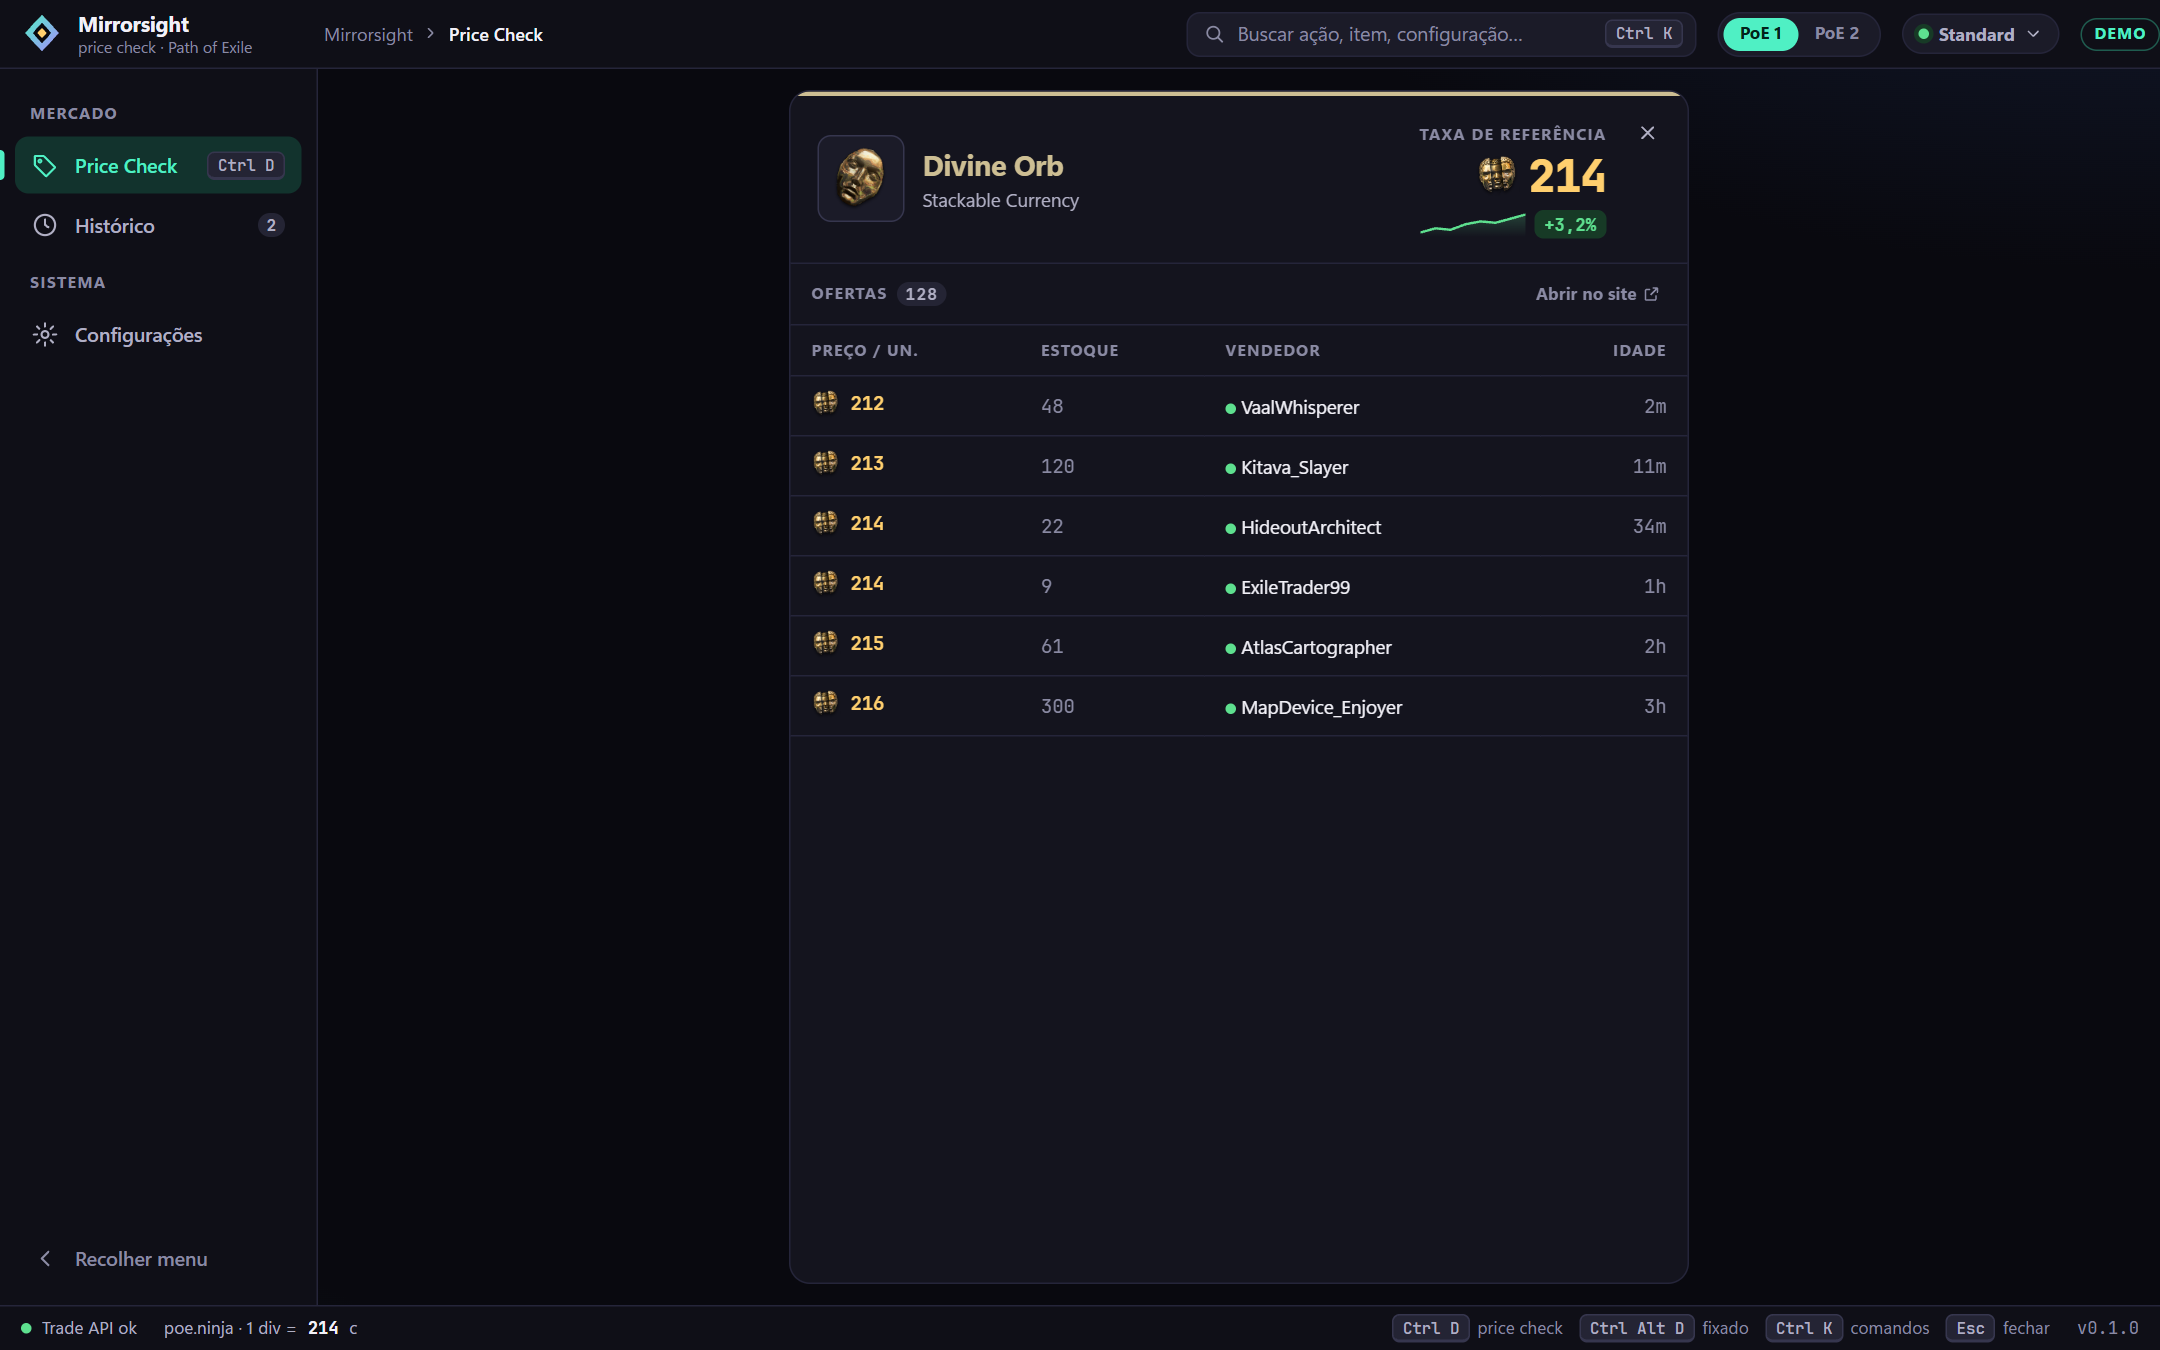 Mirrorsight
price check · Path of Exile
Mirrorsight > Price Check
Buscar ação, item, configuração... Ctrl K
PoE 1 PoE 2
Standard
DEMO
MERCADO
Price Check Ctrl D
Histórico 2
SISTEMA
Configurações
Recolher menu
Divine Orb
Stackable Currency
TAXA DE REFERÊNCIA
214
+3,2%
OFERTAS 128
Abrir no site
PREÇO / UN. ESTOQUE VENDEDOR IDADE
212 48 VaalWhisperer 2m
213 120 Kitava_Slayer 11m
214 22 HideoutArchitect 34m
214 9 ExileTrader99 1h
215 61 AtlasCartographer 2h
216 300 MapDevice_Enjoyer 3h
Trade API ok poe.ninja · 1 div = 214 c
Ctrl D price check Ctrl Alt D fixado Ctrl K comandos Esc fechar v0.1.0